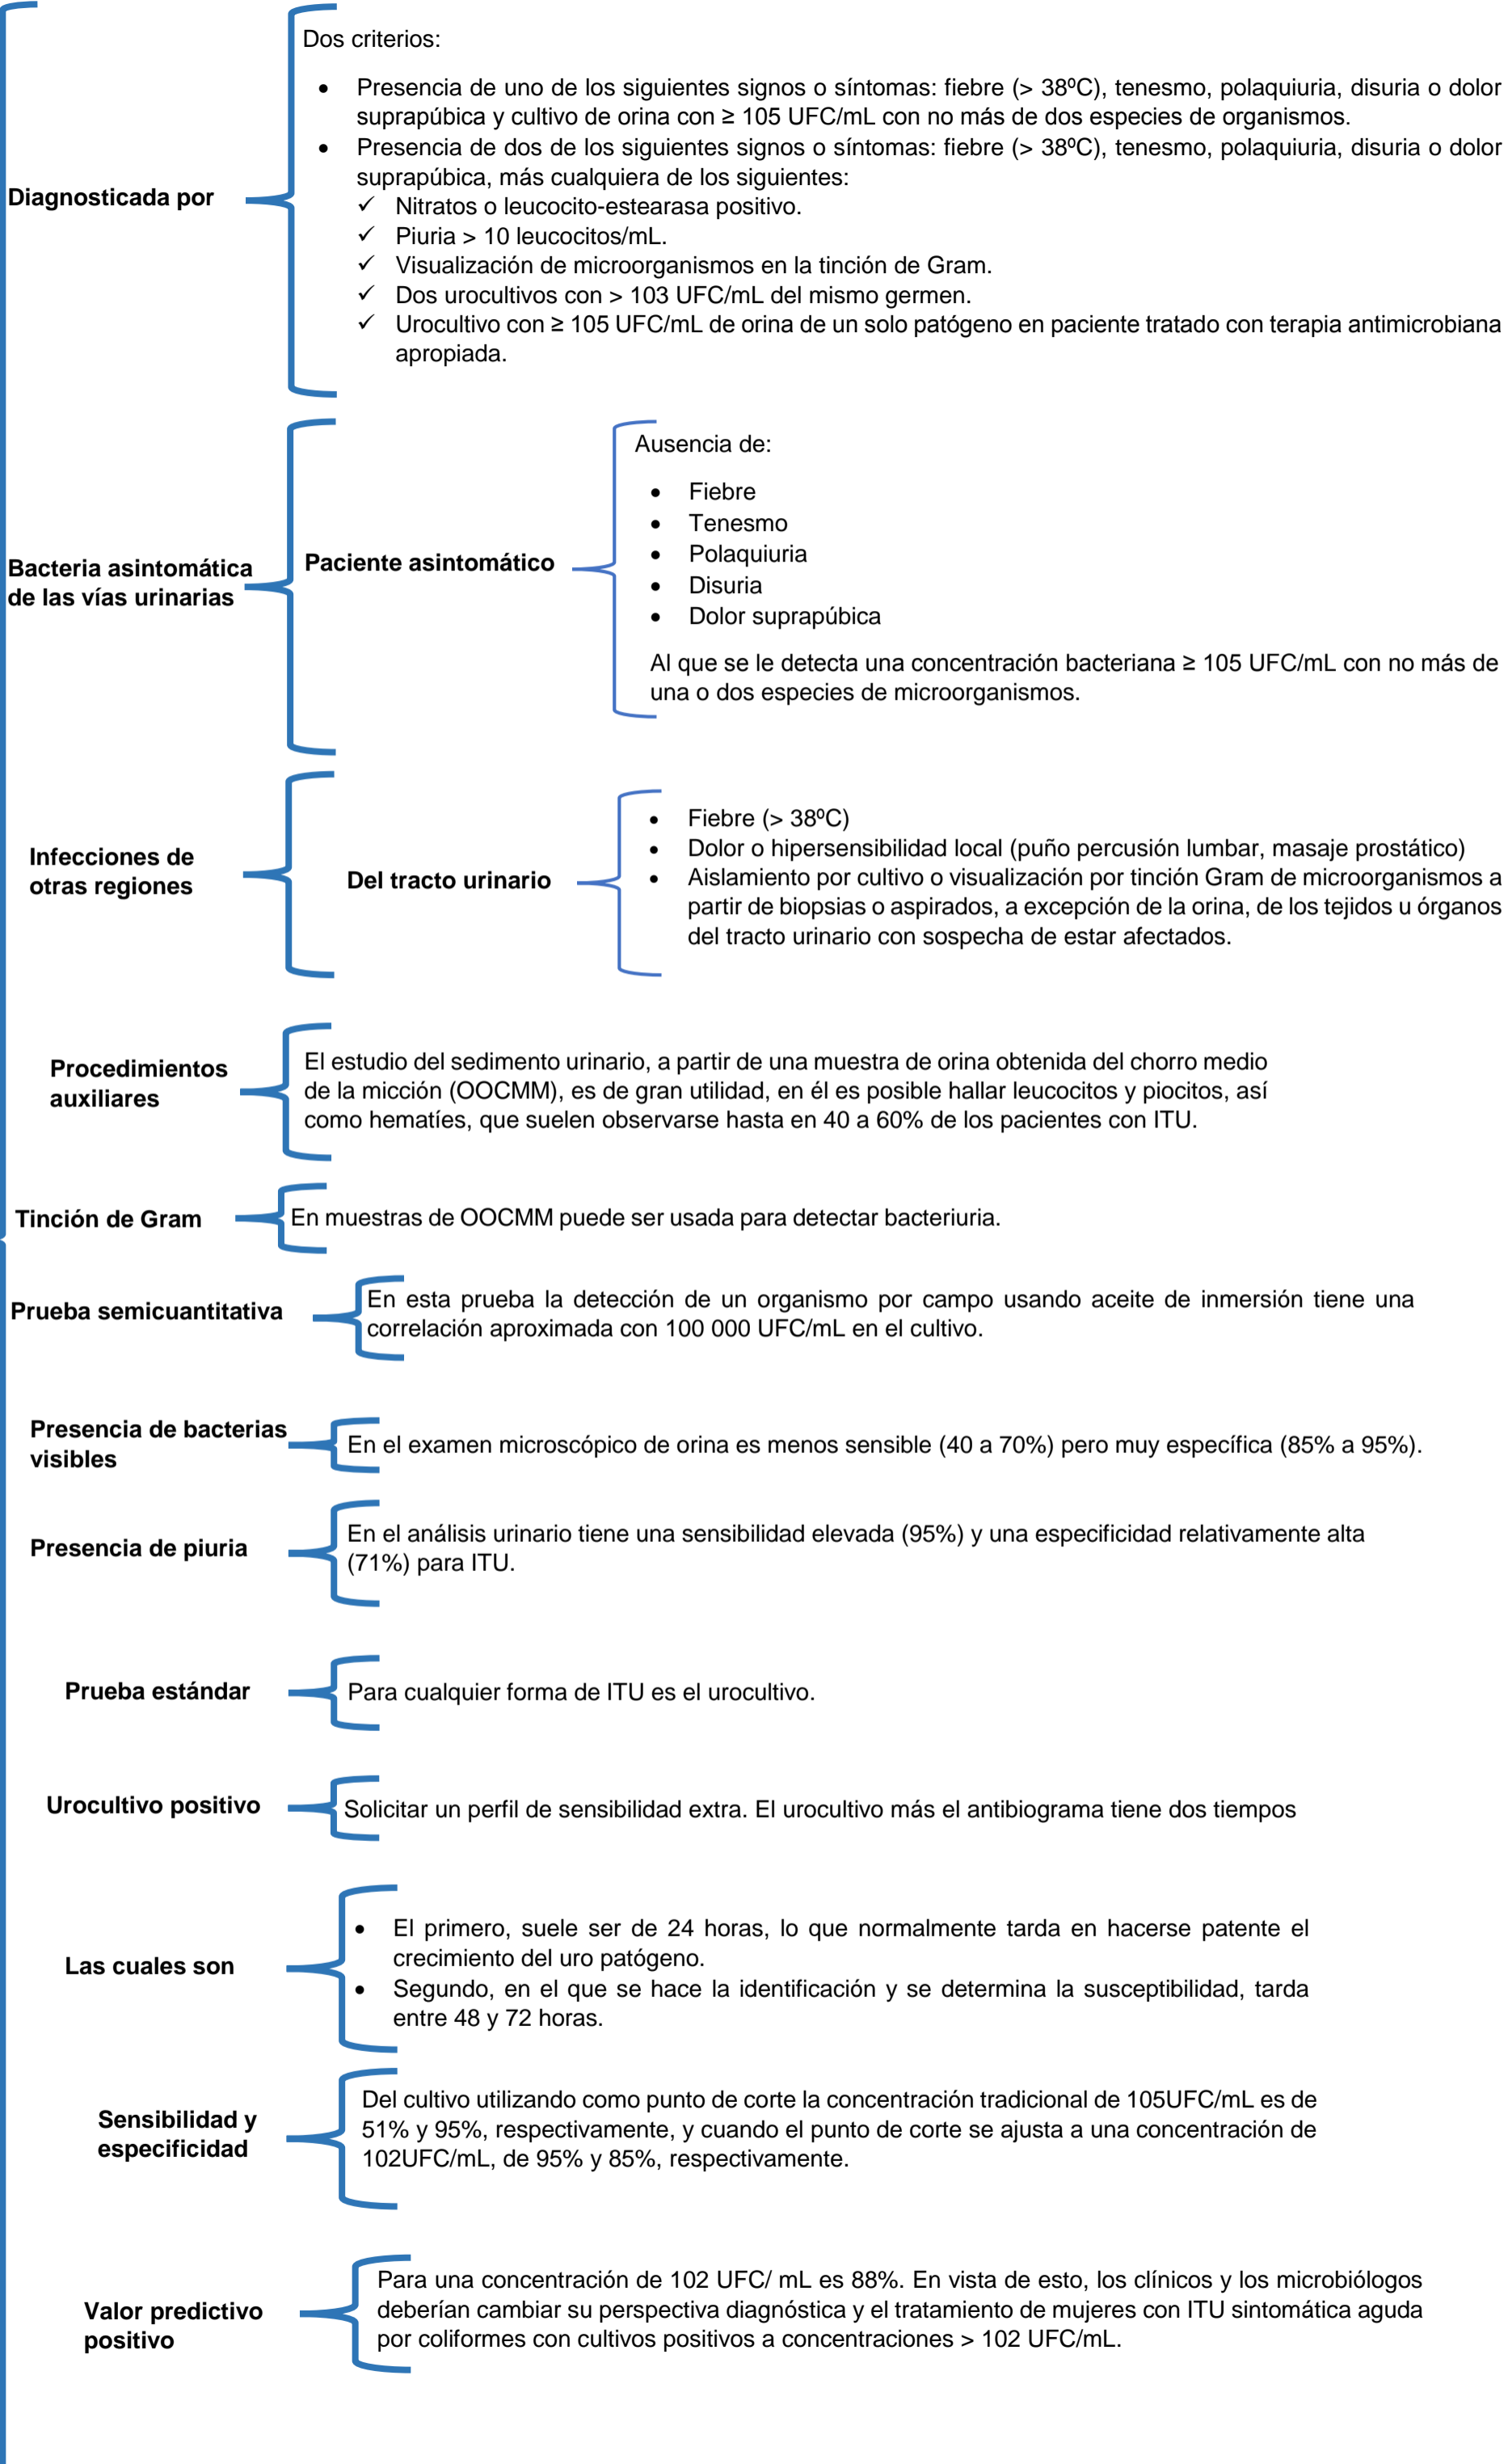 Dos criterios:
• Presencia de uno de los siguientes signos o síntomas: fiebre (> 38ºC), tenesmo, polaquiuria, disuria o dolor
suprapúbica y cultivo de orina con ≥ 105 UFC/mL con no más de dos especies de organismos.
• Presencia de dos de los siguientes signos o síntomas: fiebre (> 38ºC), tenesmo, polaquiuria, disuria o dolor
suprapúbica, más cualquiera de los siguientes:
Diagnosticada por
✓ Nitratos o leucocito-estearasa positivo.
✓ Piuria > 10 leucocitos/mL.
✓ Visualización de microorganismos en la tinción de Gram.
✓ Dos urocultivos con > 103 UFC/mL del mismo germen.
✓ Urocultivo con ≥ 105 UFC/mL de orina de un solo patógeno en paciente tratado con terapia antimicrobiana
apropiada.
Bacteria asintomática
de las vías urinarias
Paciente asintomático
Ausencia de:
• Fiebre
• Tenesmo
• Polaquiuria
• Disuria
• Dolor suprapúbica
Al que se le detecta una concentración bacteriana ≥ 105 UFC/mL con no más de
una o dos especies de microorganismos.
Infecciones de
otras regiones
Del tracto urinario
• Fiebre (> 38ºC)
• Dolor o hipersensibilidad local (puño percusión lumbar, masaje prostático)
• Aislamiento por cultivo o visualización por tinción Gram de microorganismos a
partir de biopsias o aspirados, a excepción de la orina, de los tejidos u órganos
del tracto urinario con sospecha de estar afectados.
Procedimientos
auxiliares
El estudio del sedimento urinario, a partir de una muestra de orina obtenida del chorro medio
de la micción (OOCMM), es de gran utilidad, en él es posible hallar leucocitos y piocitos, así
como hematíes, que suelen observarse hasta en 40 a 60% de los pacientes con ITU.
Tinción de Gram
En muestras de OOCMM puede ser usada para detectar bacteriuria.
Prueba semicuantitativa
En esta prueba la detección de un organismo por campo usando aceite de inmersión tiene una
correlación aproximada con 100 000 UFC/mL en el cultivo.
Presencia de bacterias
visibles
En el examen microscópico de orina es menos sensible (40 a 70%) pero muy específica (85% a 95%).
Presencia de piuria
En el análisis urinario tiene una sensibilidad elevada (95%) y una especificidad relativamente alta
(71%) para ITU.
Prueba estándar
Para cualquier forma de ITU es el urocultivo.
Urocultivo positivo
Solicitar un perfil de sensibilidad extra. El urocultivo más el antibiograma tiene dos tiempos
Las cuales son
• El primero, suele ser de 24 horas, lo que normalmente tarda en hacerse patente el
crecimiento del uro patógeno.
• Segundo, en el que se hace la identificación y se determina la susceptibilidad, tarda
entre 48 y 72 horas.
Sensibilidad y
especificidad
Del cultivo utilizando como punto de corte la concentración tradicional de 105UFC/mL es de
51% y 95%, respectivamente, y cuando el punto de corte se ajusta a una concentración de
102UFC/mL, de 95% y 85%, respectivamente.
Valor predictivo
positivo
Para una concentración de 102 UFC/ mL es 88%. En vista de esto, los clínicos y los microbiólogos
deberían cambiar su perspectiva diagnóstica y el tratamiento de mujeres con ITU sintomática aguda
por coliformes con cultivos positivos a concentraciones > 102 UFC/mL.